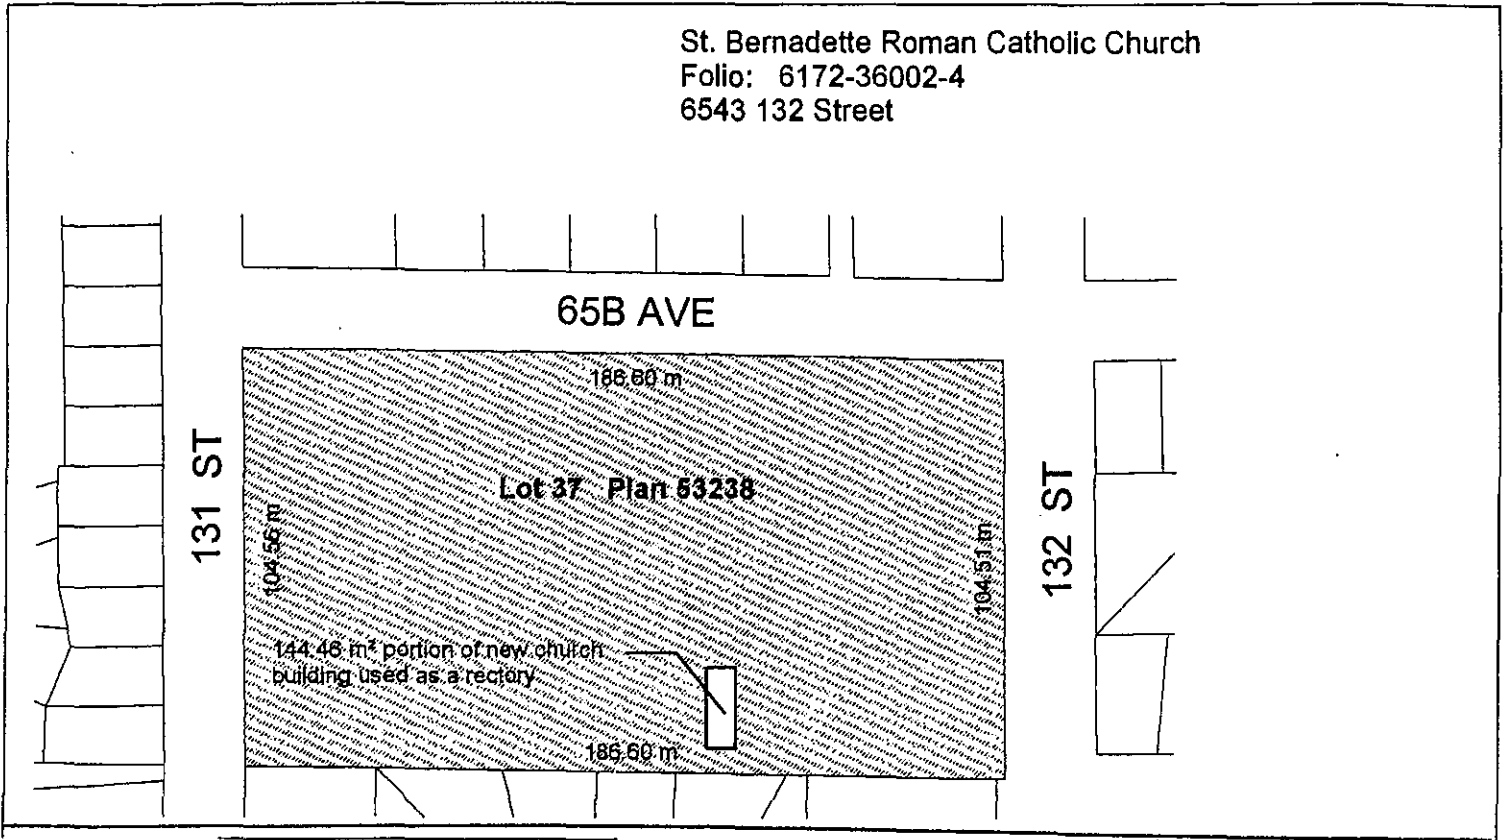 St. Bernadette Roman Catholic Church
Folio: 6172-36002-4
6543 132 Street
65B AVE
186.60 m
131 ST
Lot 37 Plan 53238
104.56 m
104.51 m
132 ST
144.46 m² portion of new church
building used as a rectory
186.60 m